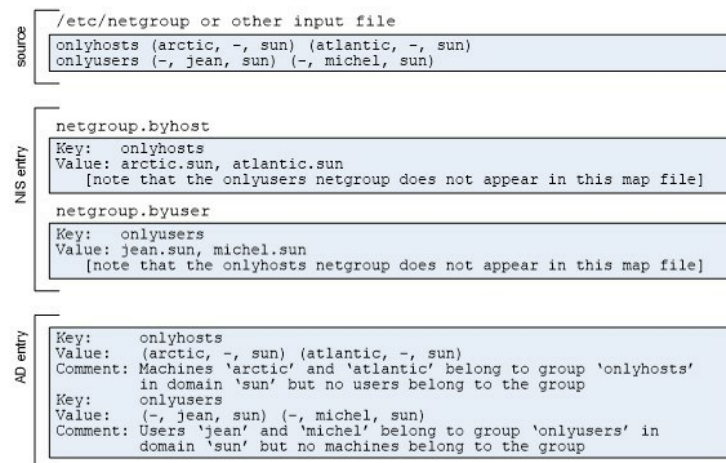 source
/etc/netgroup or other input file
onlyhosts (arctic, -, sun) (atlantic, -, sun)
onlyusers (-, jean, sun) (-, michel, sun)
NIS entry
netgroup.byhost
Key: onlyhosts
Value: arctic.sun, atlantic.sun
[note that the onlyusers netgroup does not appear in this map file]
netgroup.byuser
Key: onlyusers
Value: jean.sun, michel.sun
[note that the onlyhosts netgroup does not appear in this map file]
AD entry
Key: onlyhosts
Value: (arctic, -, sun) (atlantic, -, sun)
Comment: Machines ‘arctic’ and ‘atlantic’ belong to group ‘onlyhosts’
in domain ‘sun’ but no users belong to the group
Key: onlyusers
Value: (-, jean, sun) (-, michel, sun)
Comment: Users ‘jean’ and ‘michel’ belong to group ‘onlyusers’ in
domain ‘sun’ but no machines belong to the group